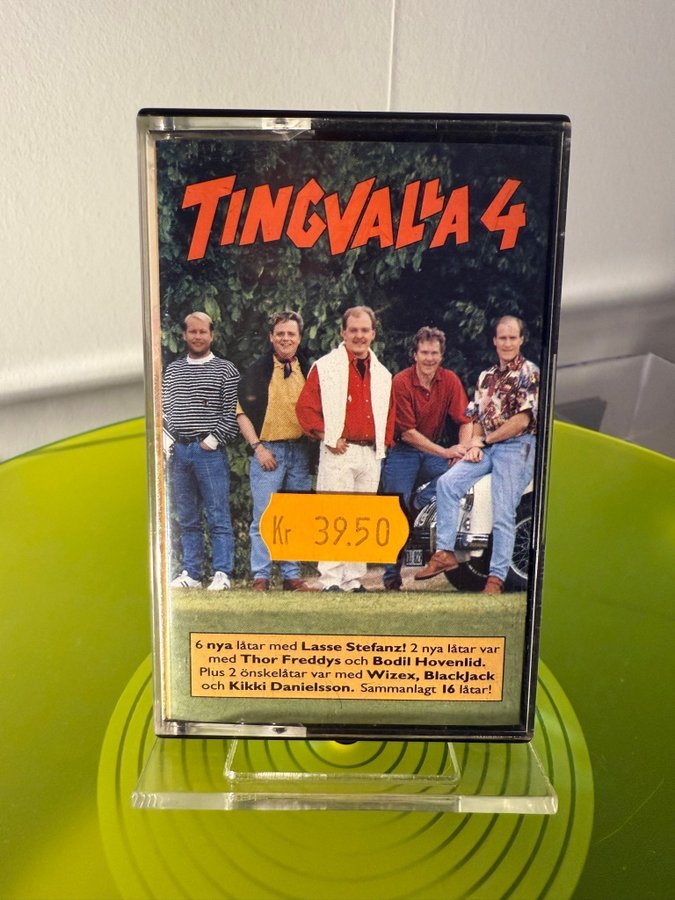 TINGVALLA 4
Kr 39.50
6 nya låtar med Lasse Stefanz! 2 nya låtar var
med Thor Freddys och Bodil Hovenlid.
Plus 2 önskelåtar var med Wizex, BlackJack
och Kikki Danielsson. Sammanlagt 16 låtar!